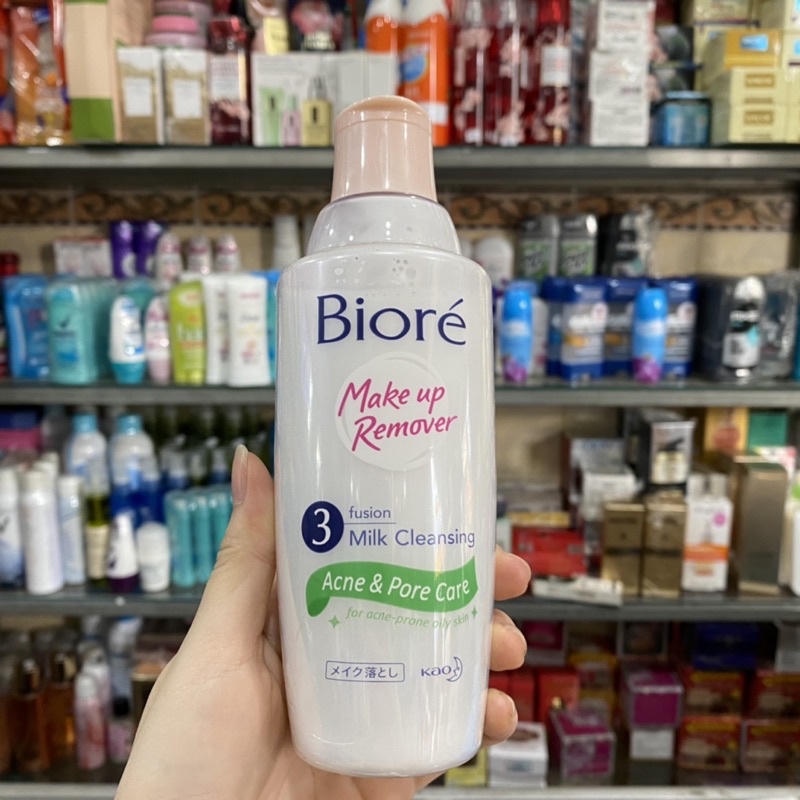 Bioré
Make up
Remover
3 fusion
Milk Cleansing
Acne & Pore Care
for acne-prone oily skin
メイク落とし
Kao